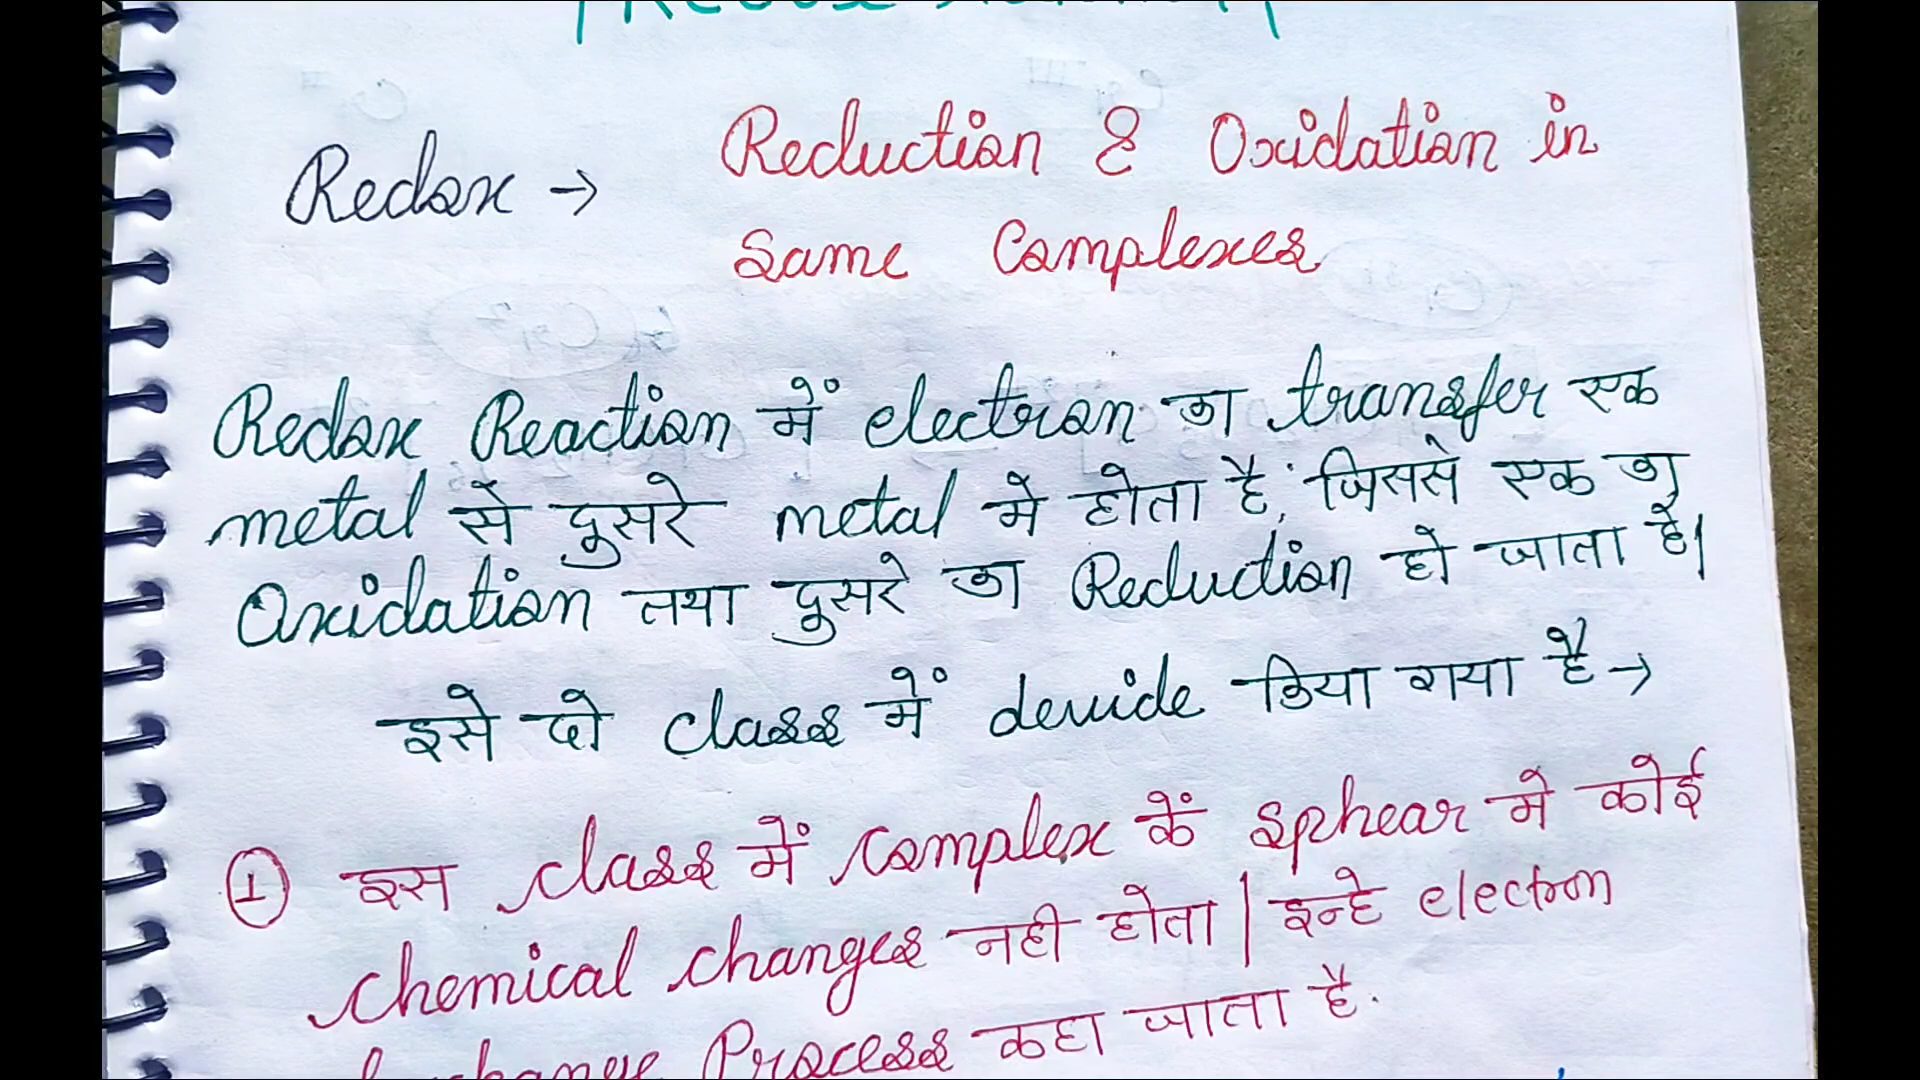 Redox → Reduction & Oxidation in
Same Complexes
Redox Reaction में electron का transfer एक
metal से दुसरे metal मे होता है, जिससे एक का
Oxidation तथा दुसरे का Reduction हो जाता है।
इसे दो class में devide किया गया है →
① इस class में complex कें sphear मे कोई
chemical changes नही होता | इन्हे electron
Process कहा जाता है.